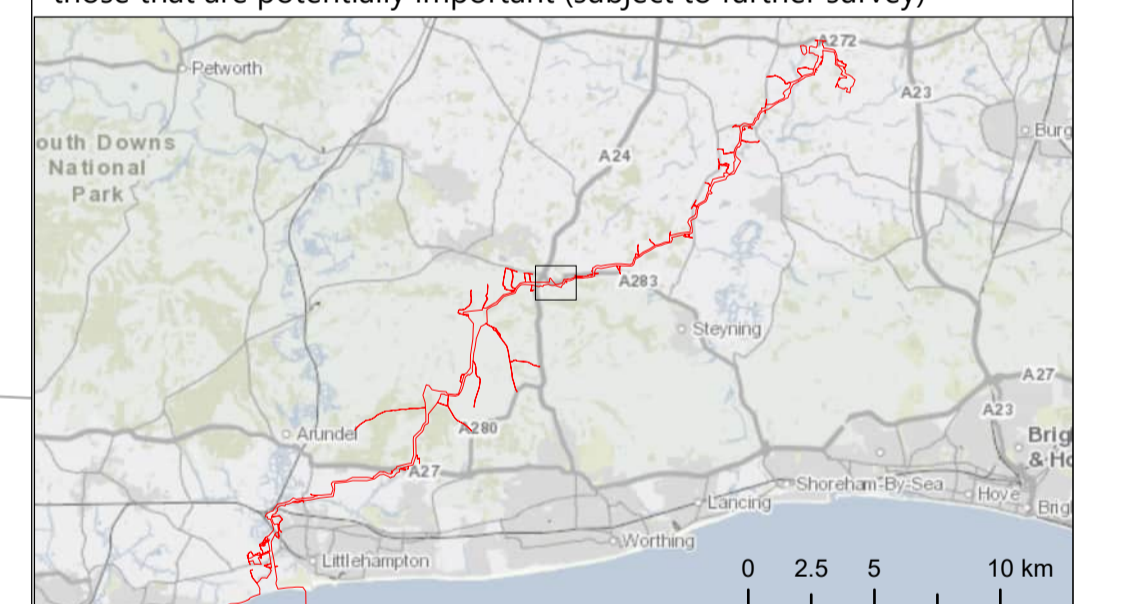 those that are potentially important (subject to further survey)
A272
Petworth
A23
Burg
outh Downs
National
Park
A24
A283
Steyning
A27
A23
Arundel
A280
Brig
& Ho
A27
Shoreham-By-Sea
Hove
Lancing
Brig
Worthing
Littlehampton
0 2.5 5 10 km